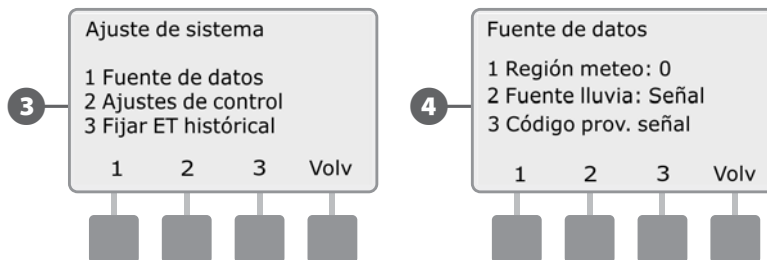 3
Ajuste de sistema
1 Fuente de datos
2 Ajustes de control
3 Fijar ET histórical
1 2 3 Volv
4
Fuente de datos
1 Región meteo: 0
2 Fuente lluvia: Señal
3 Código prov. señal
1 2 3 Volv